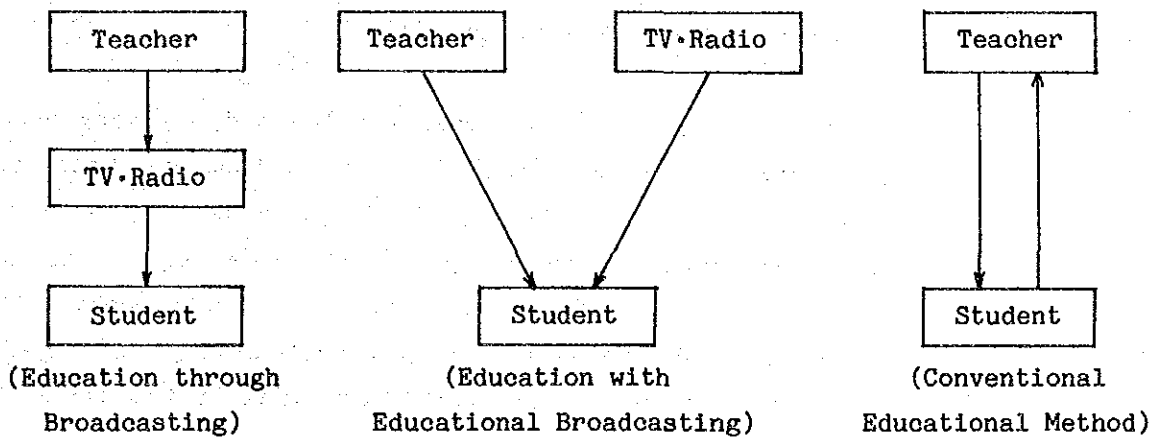 Teacher
TV·Radio
Student
(Education through
Broadcasting)
Teacher
TV·Radio
Student
(Education with
Educational Broadcasting)
Teacher
Student
(Conventional
Educational Method)